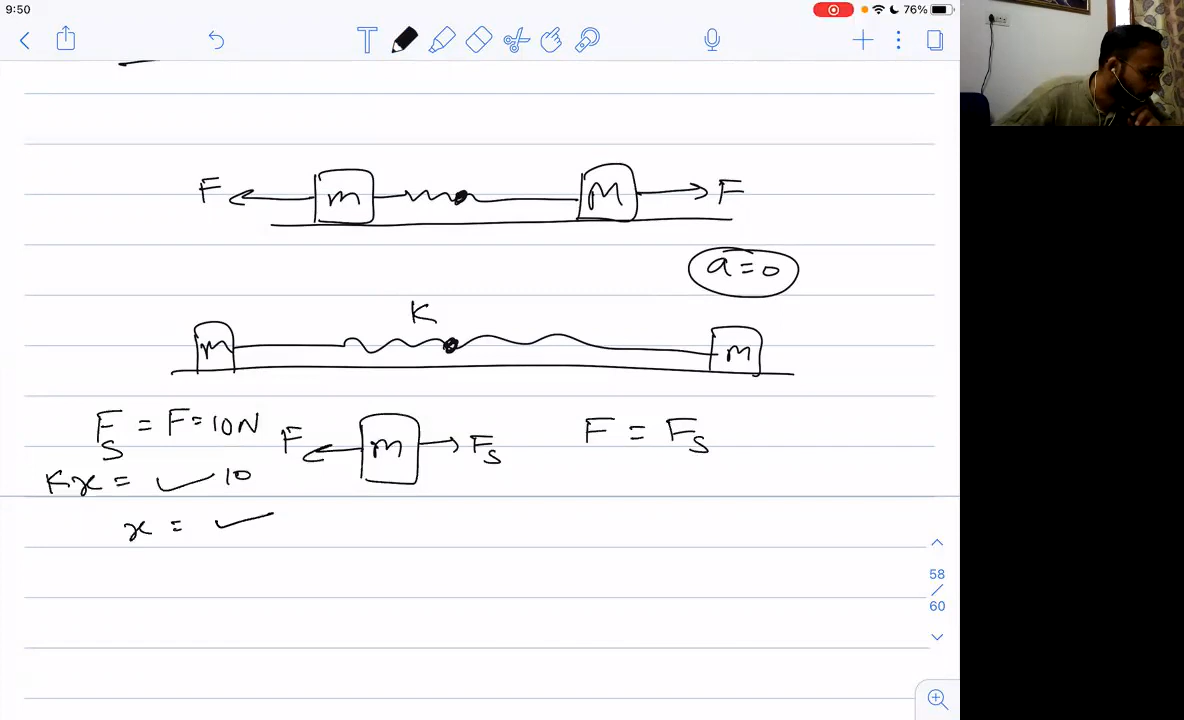 9:50 76%
T
F m M F
a = 0
K
m m
Fs = F = 10N F m Fs F = Fs
Kx = 10
x =
58
/
60